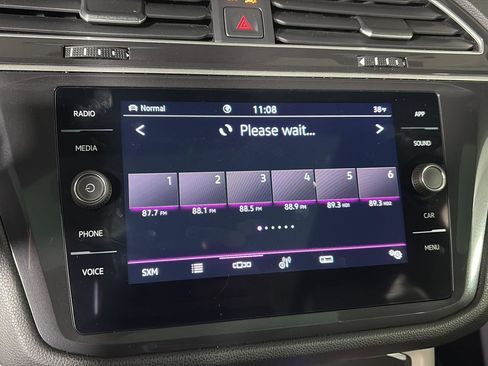 RADIO
MEDIA
PHONE
VOICE
Normal 11:08 38°F
< Please wait... >
1 2 3 4 5 6
87.7 FM 88.1 FM 88.5 FM 88.9 FM 89.3 HD1 89.3 HD2
SXM
APP
SOUND
CAR
MENU